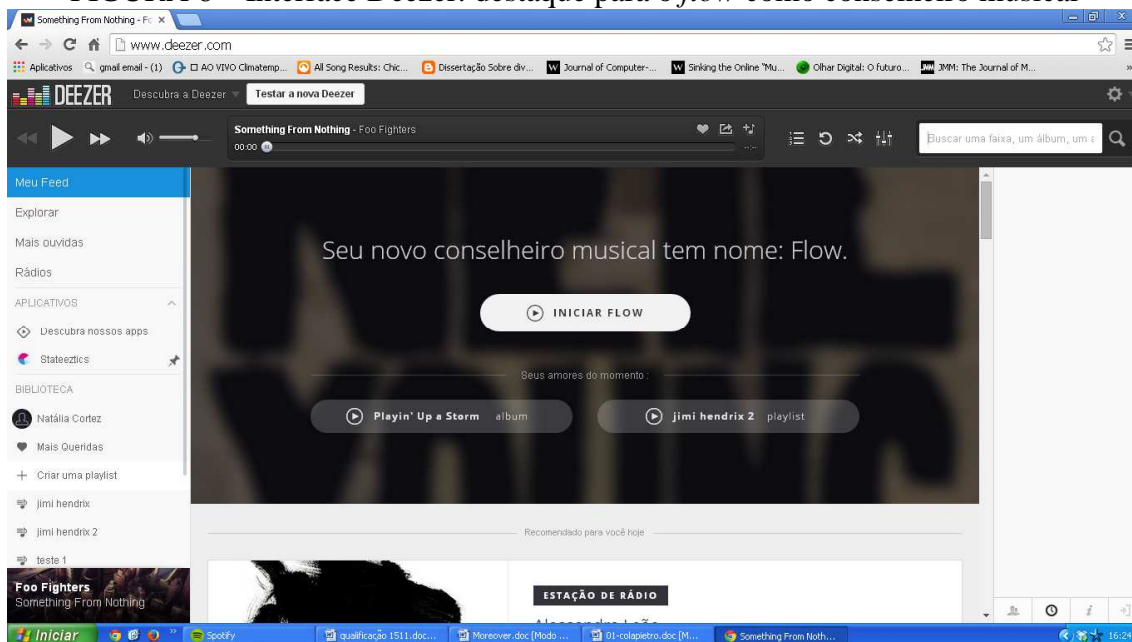 Something From Nothing - Fo
www.deezer.com
Aplicativos gmail email - (1) AO VIVO Climatemp... All Song Results: Chic... Dissertação Sobre div... Journal of Computer-... Sinking the Online "Mu... Olhar Digital: O futuro... JMM: The Journal of M...
DEEZER Descubra a Deezer Testar a nova Deezer
Something From Nothing - Foo Fighters
00:00
Buscar uma faixa, um álbum, um a
Meu Feed
Explorar
Mais ouvidas
Rádios
APLICATIVOS
Descubra nossos apps
Stateeztics
BIBLIOTECA
Natália Cortez
Mais Queridas
Criar uma playlist
jimi hendrix
jimi hendrix 2
teste 1
Foo Fighters
Something From Nothing
NEIL
YOUNG
Seu novo conselheiro musical tem nome: Flow.
INICIAR FLOW
Seus amores do momento :
Playin' Up a Storm album
jimi hendrix 2 playlist
Recomendado para você hoje
ESTAÇÃO DE RÁDIO
Iniciar Spotify qualificação 1511.doc... Moreover.doc [Modo ... 01-colapietro.doc [M... Something From Noth... 16:24